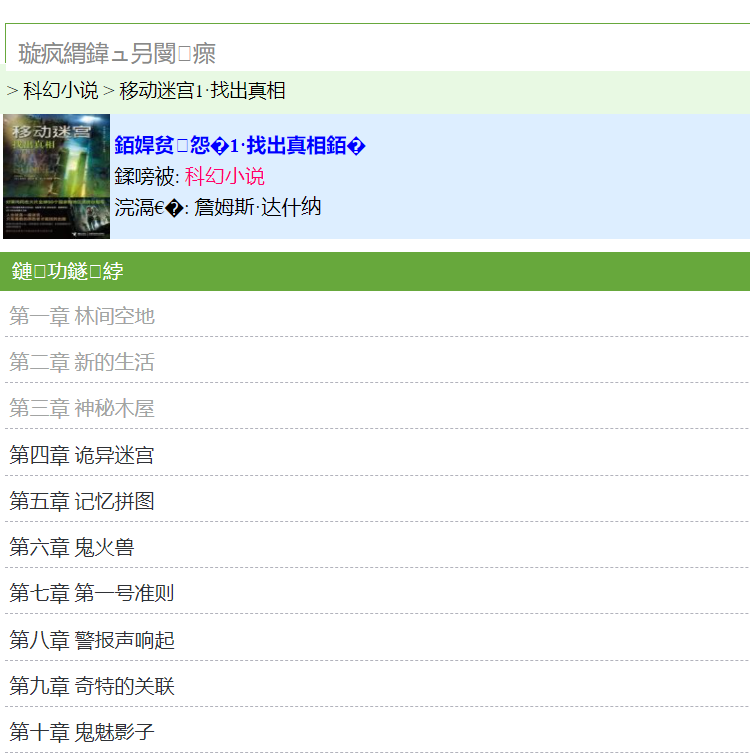 璇疯緭鍏ュ另闅□瘝
> 科幻小说 > 移动迷宫1·找出真相
移动迷宫
找出真相
銆婂贫□怨�1·找出真相銆�
鍒嗙被: 科幻小说
浣滆€�: 詹姆斯·达什纳
鏈□功鐩□綍
第一章 林间空地
第二章 新的生活
第三章 神秘木屋
第四章 诡异迷宫
第五章 记忆拼图
第六章 鬼火兽
第七章 第一号准则
第八章 警报声响起
第九章 奇特的关联
第十章 鬼魅影子